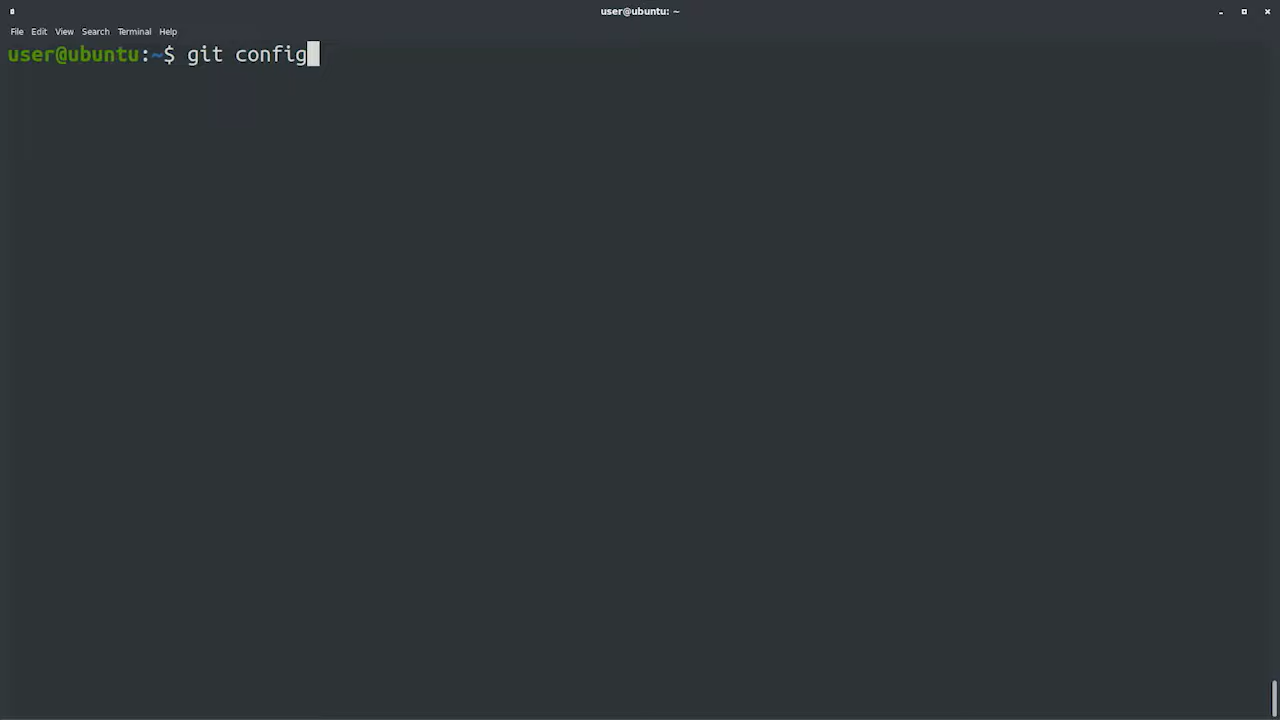 user@ubuntu: ~
File Edit View Search Terminal Help
user@ubuntu:~$ git config